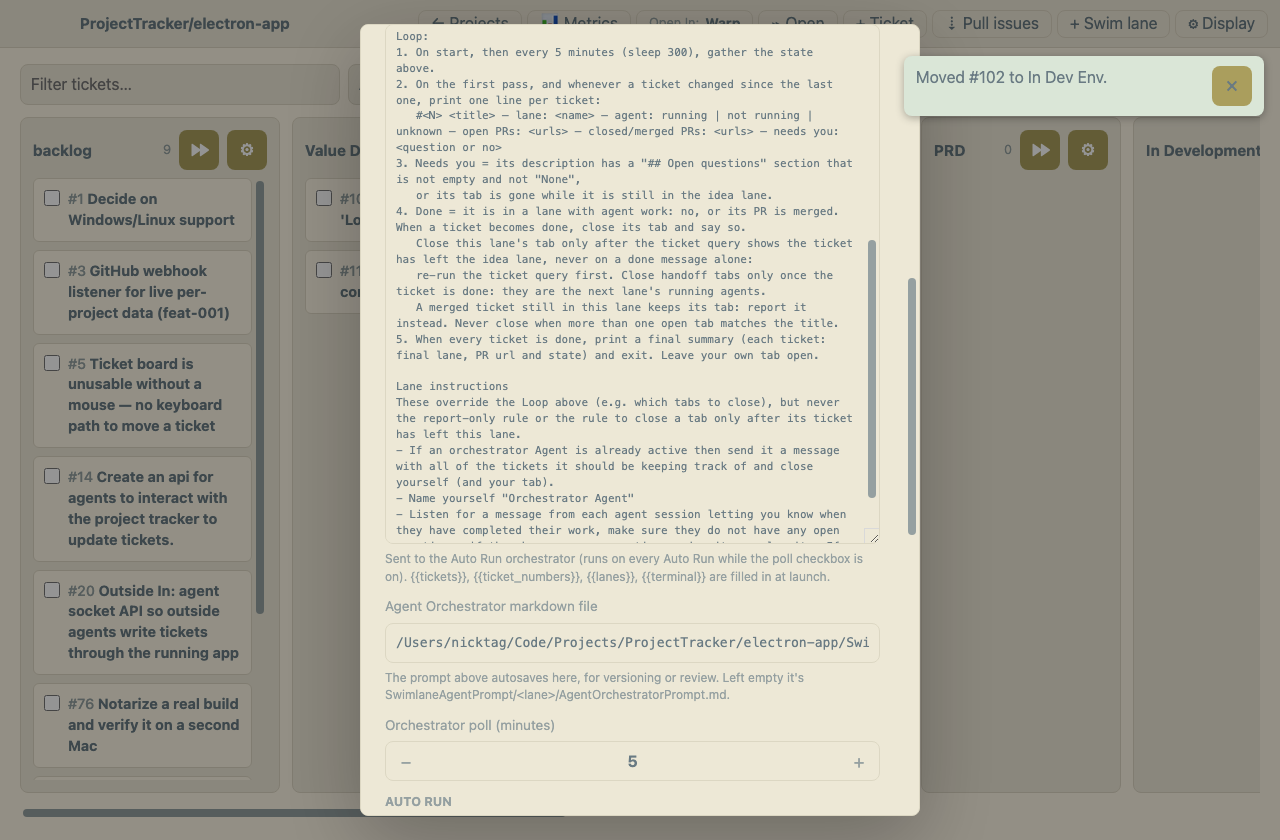 ProjectTracker/electron-app
← Projects
Metrics
Open In: Warp
Open
+ Ticket
Pull issues
+ Swim lane
Display
Filter tickets...
Moved #102 to In Dev Env.
backlog 9
#1 Decide on
Windows/Linux support
#3 GitHub webhook
listener for live per-
project data (feat-001)
#5 Ticket board is
unusable without a
mouse — no keyboard
path to move a ticket
#14 Create an api for
agents to interact with
the project tracker to
update tickets.
#20 Outside In: agent
socket API so outside
agents write tickets
through the running app
#76 Notarize a real build
and verify it on a second
Mac
Value D
#10
'Lo
#11
cor
Loop:
1. On start, then every 5 minutes (sleep 300), gather the state
above.
2. On the first pass, and whenever a ticket changed since the last
one, print one line per ticket:
#<N> <title> — lane: <name> — agent: running | not running |
unknown — open PRs: <urls> — closed/merged PRs: <urls> — needs you:
<question or no>
3. Needs you = its description has a "## Open questions" section that
is not empty and not "None",
or its tab is gone while it is still in the idea lane.
4. Done = it is in a lane with agent work: no, or its PR is merged.
When a ticket becomes done, close its tab and say so.
Close this lane's tab only after the ticket query shows the ticket
has left the idea lane, never on a done message alone:
re-run the ticket query first. Close handoff tabs only once the
ticket is done: they are the next lane's running agents.
A merged ticket still in this lane keeps its tab: report it
instead. Never close when more than one open tab matches the title.
5. When every ticket is done, print a final summary (each ticket:
final lane, PR url and state) and exit. Leave your own tab open.
Lane instructions
These override the Loop above (e.g. which tabs to close), but never
the report-only rule or the rule to close a tab only after its ticket
has left this lane.
- If an orchestrator Agent is already active then send it a message
with all of the tickets it should be keeping track of and close
yourself (and your tab).
- Name yourself "Orchestrator Agent"
- Listen for a message from each agent session letting you know when
they have completed their work, make sure they do not have any open
Sent to the Auto Run orchestrator (runs on every Auto Run while the poll checkbox is
on). {{tickets}}, {{ticket_numbers}}, {{lanes}}, {{terminal}} are filled in at launch.
Agent Orchestrator markdown file
/Users/nicktag/Code/Projects/ProjectTracker/electron-app/Swi
The prompt above autosaves here, for versioning or review. Left empty it's
SwimlaneAgentPrompt/<lane>/AgentOrchestratorPrompt.md.
Orchestrator poll (minutes)
− 5 +
AUTO RUN
PRD 0
In Development